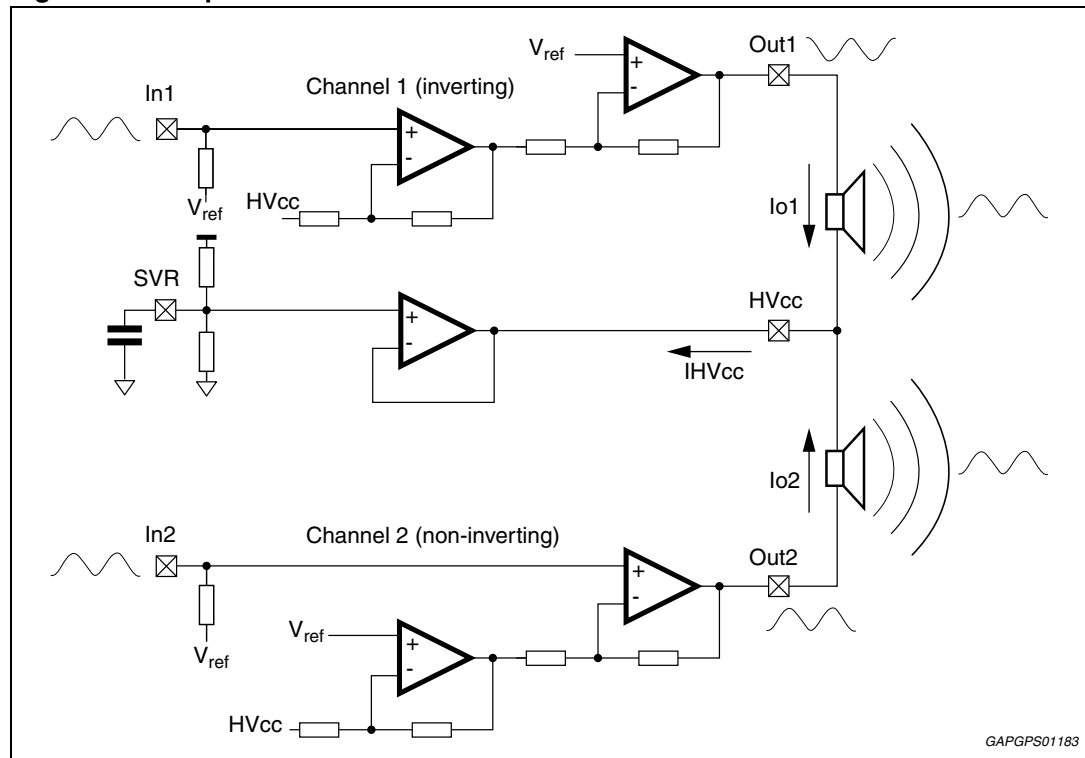 Out1
Vref
Channel 1 (inverting)
In1
+
-
+
-
HVcc
Vref
Io1
SVR
HVcc
+
-
IHVcc
Io2
In2
Channel 2 (non-inverting)
Out2
+
-
Vref
Vref
+
-
HVcc
GAPGPS01183